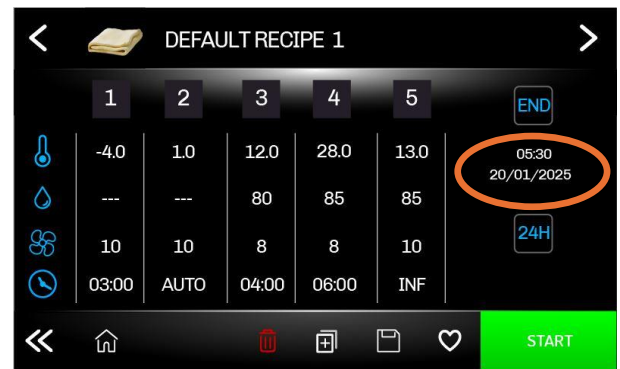 DEFAULT RECIPE 1
1 2 3 4 5 END
-4.0 1.0 12.0 28.0 13.0 05:30
20/01/2025
--- --- 80 85 85
10 10 8 8 10 24H
03:00 AUTO 04:00 06:00 INF
START